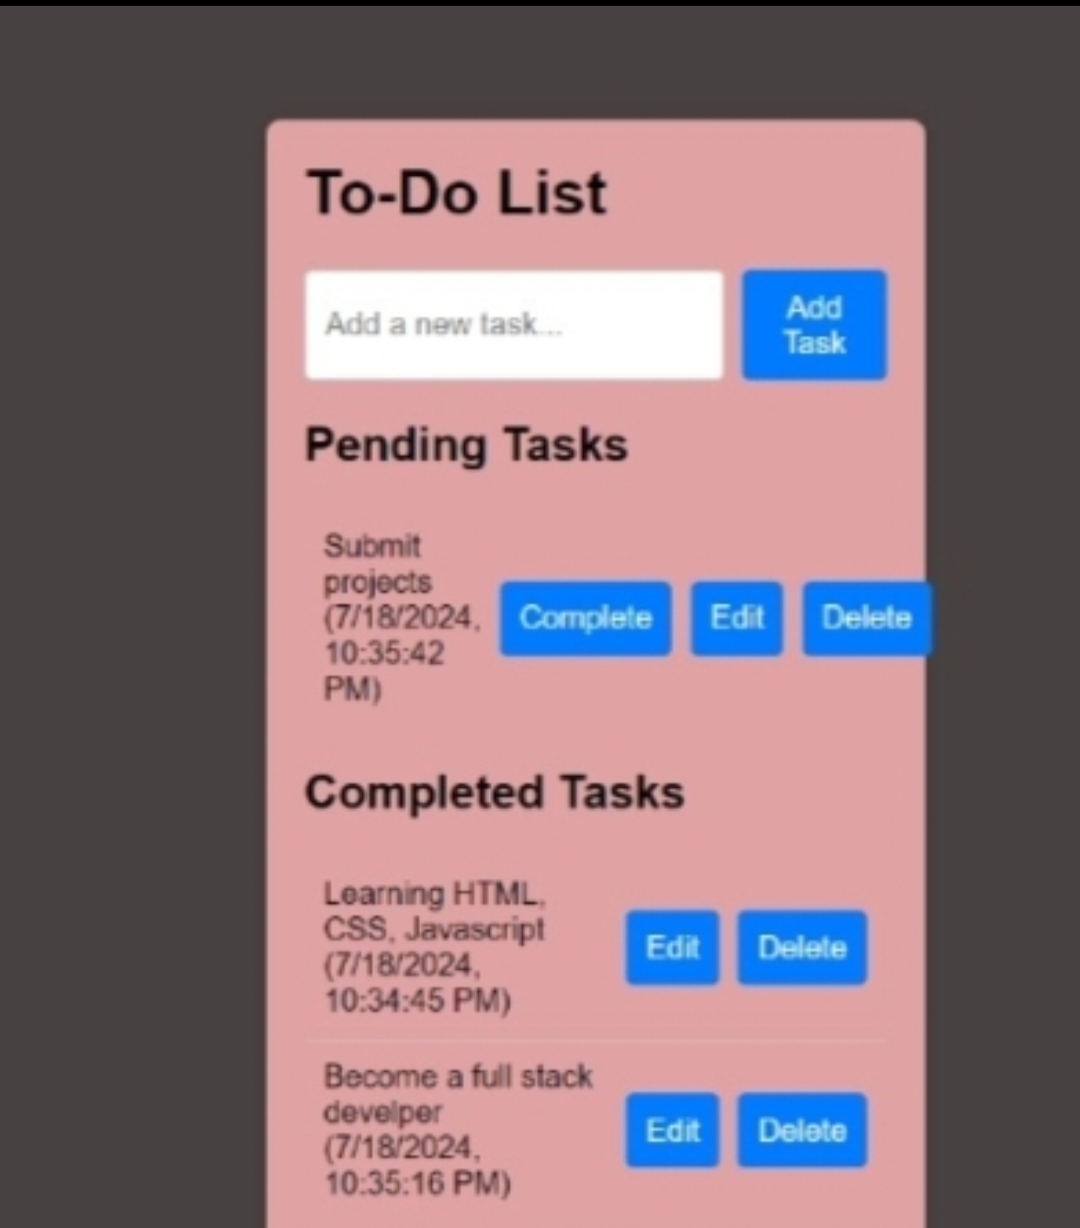 To-Do List
Add a new task...
Add
Task
Pending Tasks
Submit
projects
(7/18/2024,
10:35:42
PM)
Complete Edit Delete
Completed Tasks
Learning HTML,
CSS, Javascript
(7/18/2024,
10:34:45 PM)
Edit Delete
Become a full stack
develper
(7/18/2024,
10:35:16 PM)
Edit Delete